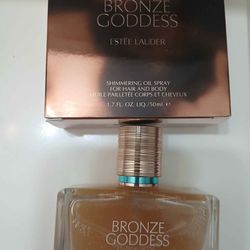 BRONZE
GODDESS
ESTĒE LAUDER
SHIMMERING OIL SPRAY
FOR HAIR AND BODY
HUILE PAILLETÉE CORPS ET CHEVEUX
1.7 FL. OZ. LIQ./50ml ℮
BRONZE
GODDESS